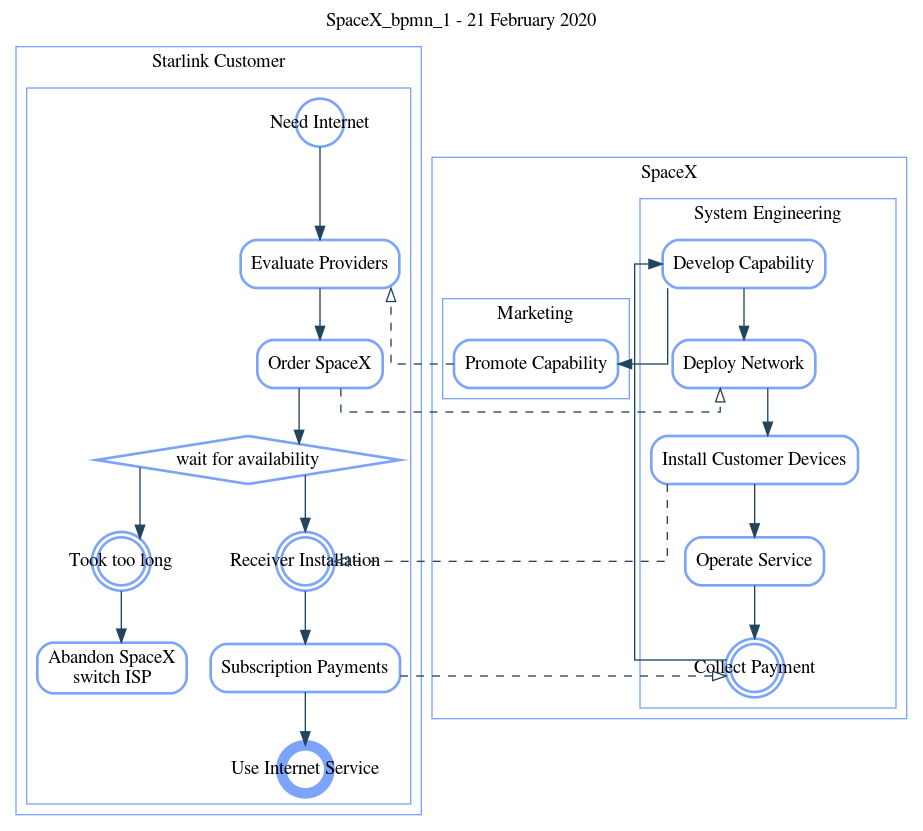 SpaceX_bpmn_1 - 21 February 2020
Starlink Customer
Need Internet
Evaluate Providers
Order SpaceX
wait for availability
Took too long
Receiver Installation
Abandon SpaceX
switch ISP
Subscription Payments
Use Internet Service
SpaceX
Marketing
Promote Capability
System Engineering
Develop Capability
Deploy Network
Install Customer Devices
Operate Service
Collect Payment